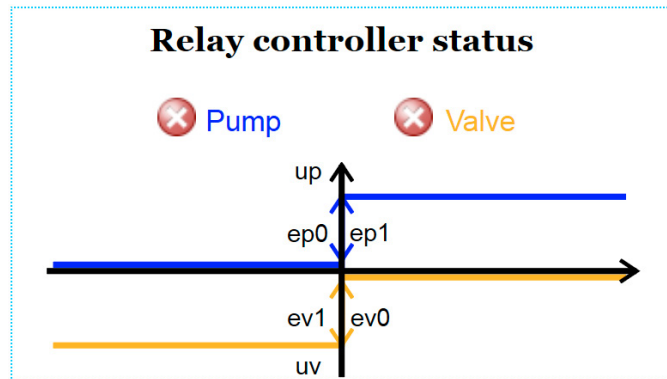 Relay controller status
Pump Valve
up
ep0 ep1
ev1 ev0
uv